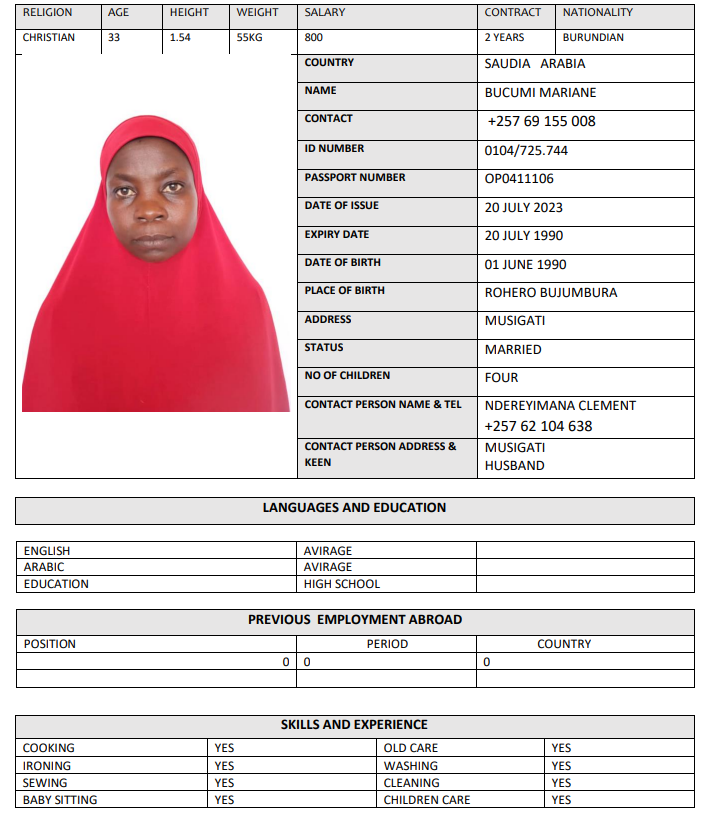 RELIGION AGE HEIGHT WEIGHT SALARY CONTRACT NATIONALITY
CHRISTIAN 33 1.54 55KG 800 2 YEARS BURUNDIAN
COUNTRY SAUDIA ARABIA
NAME BUCUMI MARIANE
CONTACT +257 69 155 008
ID NUMBER 0104/725.744
PASSPORT NUMBER OP0411106
DATE OF ISSUE 20 JULY 2023
EXPIRY DATE 20 JULY 1990
DATE OF BIRTH 01 JUNE 1990
PLACE OF BIRTH ROHERO BUJUMBURA
ADDRESS MUSIGATI
STATUS MARRIED
NO OF CHILDREN FOUR
CONTACT PERSON NAME & TEL NDEREYIMANA CLEMENT
+257 62 104 638
CONTACT PERSON ADDRESS & MUSIGATI
KEEN HUSBAND
LANGUAGES AND EDUCATION
ENGLISH AVIRAGE
ARABIC AVIRAGE
EDUCATION HIGH SCHOOL
PREVIOUS EMPLOYMENT ABROAD
POSITION PERIOD COUNTRY
0 0 0
SKILLS AND EXPERIENCE
COOKING YES OLD CARE YES
IRONING YES WASHING YES
SEWING YES CLEANING YES
BABY SITTING YES CHILDREN CARE YES